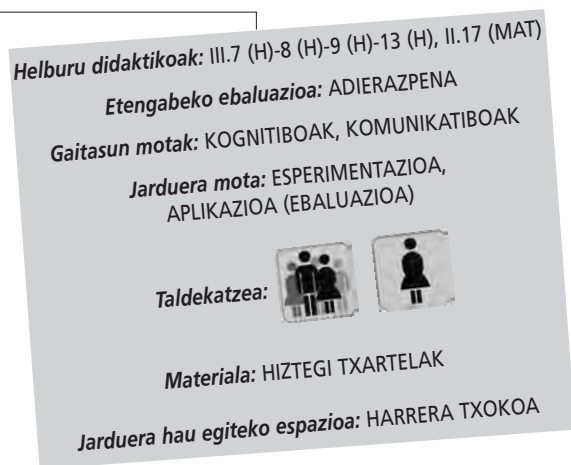 Helburu didaktikoak: III.7 (H)-8 (H)-9 (H)-13 (H), II.17 (MAT)
Etengabeko ebaluazioa: ADIERAZPENA
Gaitasun motak: KOGNITIBOAK, KOMUNIKATIBOAK
Jarduera mota: ESPERIMENTAZIOA,
APLIKAZIOA (EBALUAZIOA)
Taldekatzea:
Materiala: HIZTEGI TXARTELAK
Jarduera hau egiteko espazioa: HARRERA TXOKOA